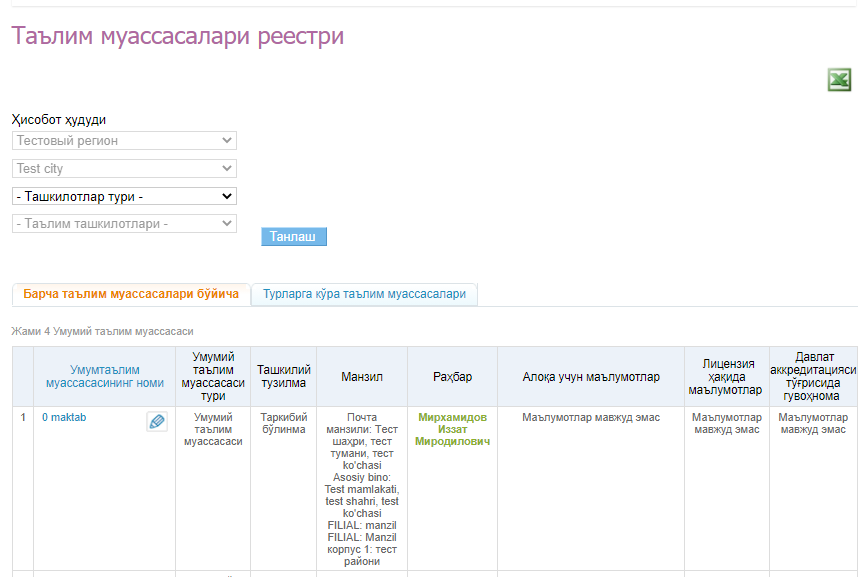 Таълим муассасалари реестри
Ҳисобот ҳудуди
Тестовый регион
Test city
- Ташкилотлар тури -
- Таълим ташкилотлари -
Танлаш
Барча таълим муассасалари бўйича
Турларга кўра таълим муассасалари
Жами 4 Умумий таълим муассасаси
Умумтаълим
муассасасининг номи
Умумий
таълим
муассасаси
тури
Ташкилий
тузилма
Манзил
Раҳбар
Алоқа учун маълумотлар
Лицензия
ҳақида
маълумотлар
Давлат
аккредитацияси
тўғрисида
гувоҳнома
1
0 maktab
Умумий
таълим
муассасаси
Таркибий
бўлинма
Почта
манзили: Тест
шаҳри, тест
тумани, тест
ko'chasi
Asosiy bino:
Test mamlakati,
test shahri, test
ko'chasi
FILIAL: manzil
FILIAL: Manzil
корпус 1: тест
райони
Мирхамидов
Иззат
Миродилович
Маълумотлар мавжуд эмас
Маълумотлар
мавжуд эмас
Маълумотлар
мавжуд эмас